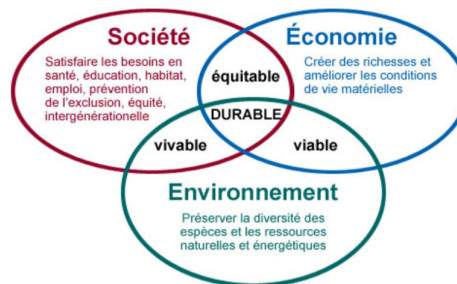 Société
Satisfaire les besoins en
santé, éducation, habitat,
emploi, prévention
de l'exclusion, équité,
intergénérationelle
Économie
Créer des richesses et
améliorer les conditions
de vie matérielles
équitable
DURABLE
vivable
viable
Environnement
Préserver la diversité des
espèces et les ressources
naturelles et énergétiques